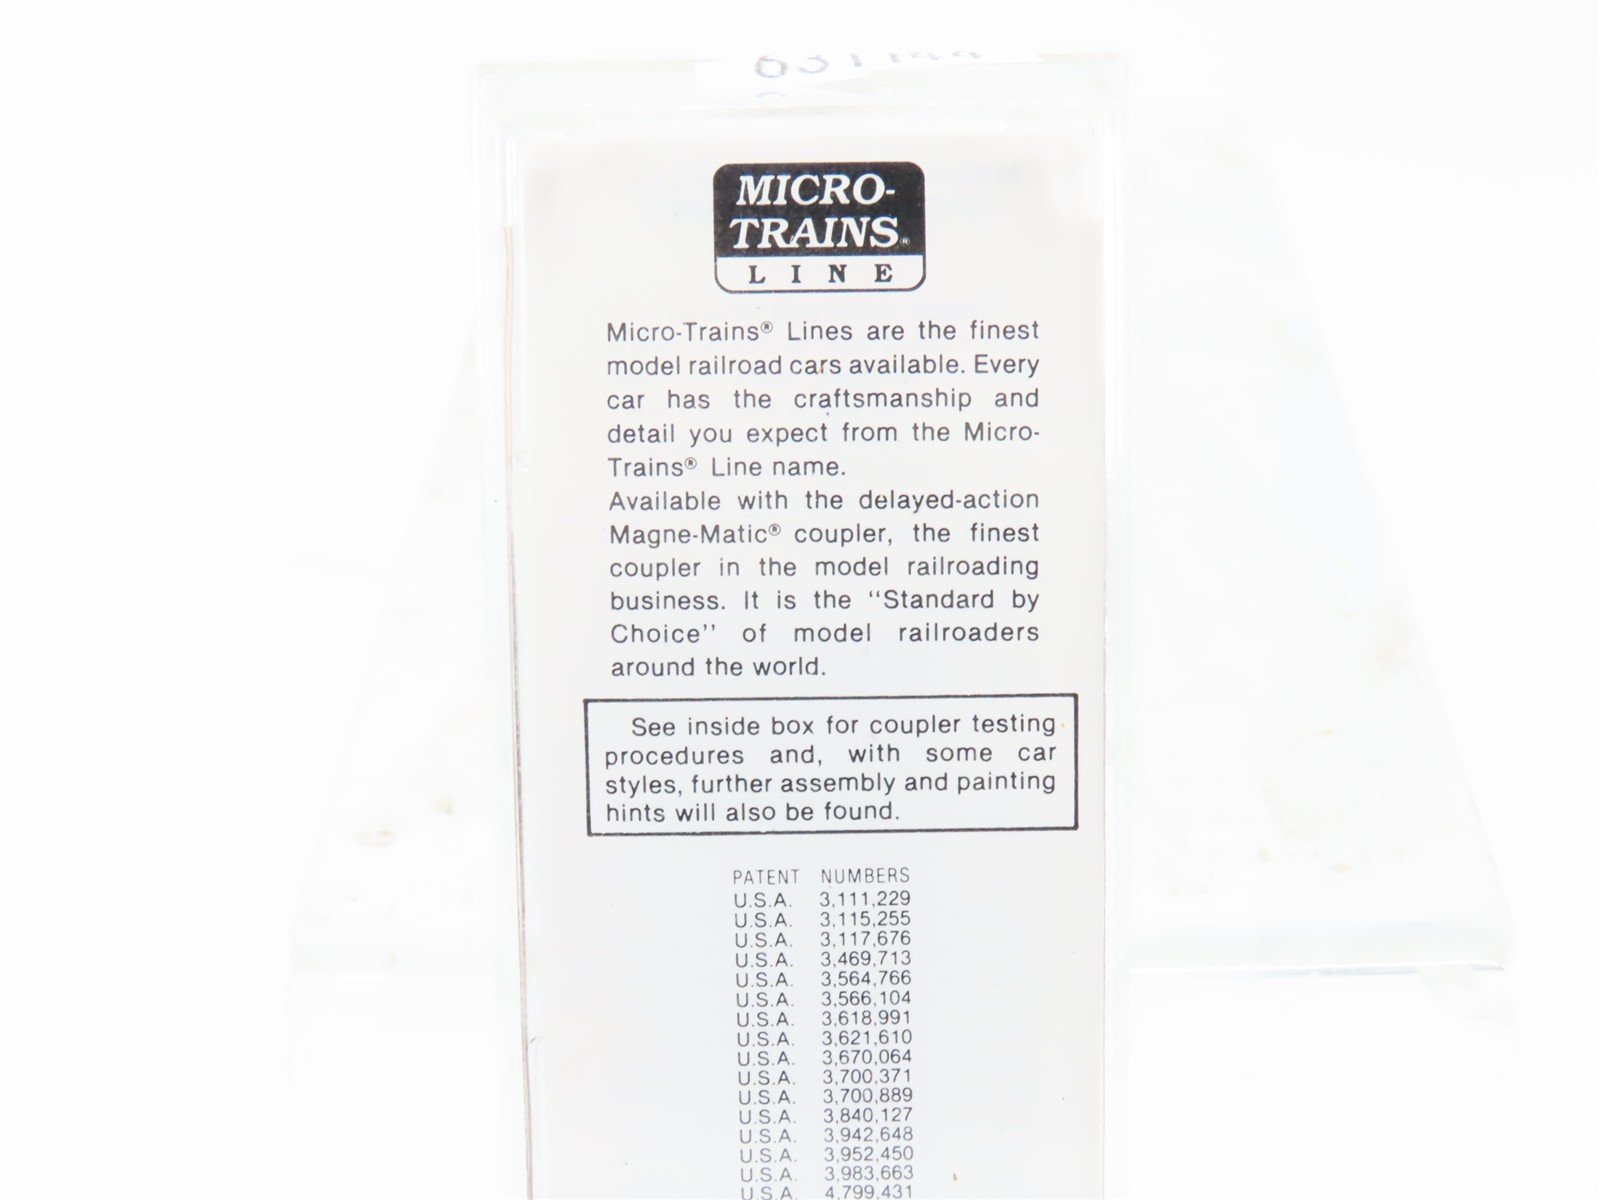 MICRO-
TRAINS®
LINE
Micro-Trains® Lines are the finest
model railroad cars available. Every
car has the craftsmanship and
detail you expect from the Micro-
Trains® Line name.
Available with the delayed-action
Magne-Matic® coupler, the finest
coupler in the model railroading
business. It is the "Standard by
Choice" of model railroaders
around the world.
See inside box for coupler testing
procedures and, with some car
styles, further assembly and painting
hints will also be found.
PATENT NUMBERS
U.S.A. 3,111,229
U.S.A. 3,115,255
U.S.A. 3,117,676
U.S.A. 3,469,713
U.S.A. 3,564,766
U.S.A. 3,566,104
U.S.A. 3,618,991
U.S.A. 3,621,610
U.S.A. 3,670,064
U.S.A. 3,700,371
U.S.A. 3,700,889
U.S.A. 3,840,127
U.S.A. 3,942,648
U.S.A. 3,952,450
U.S.A. 3,983,663
U.S.A. 4,799,431